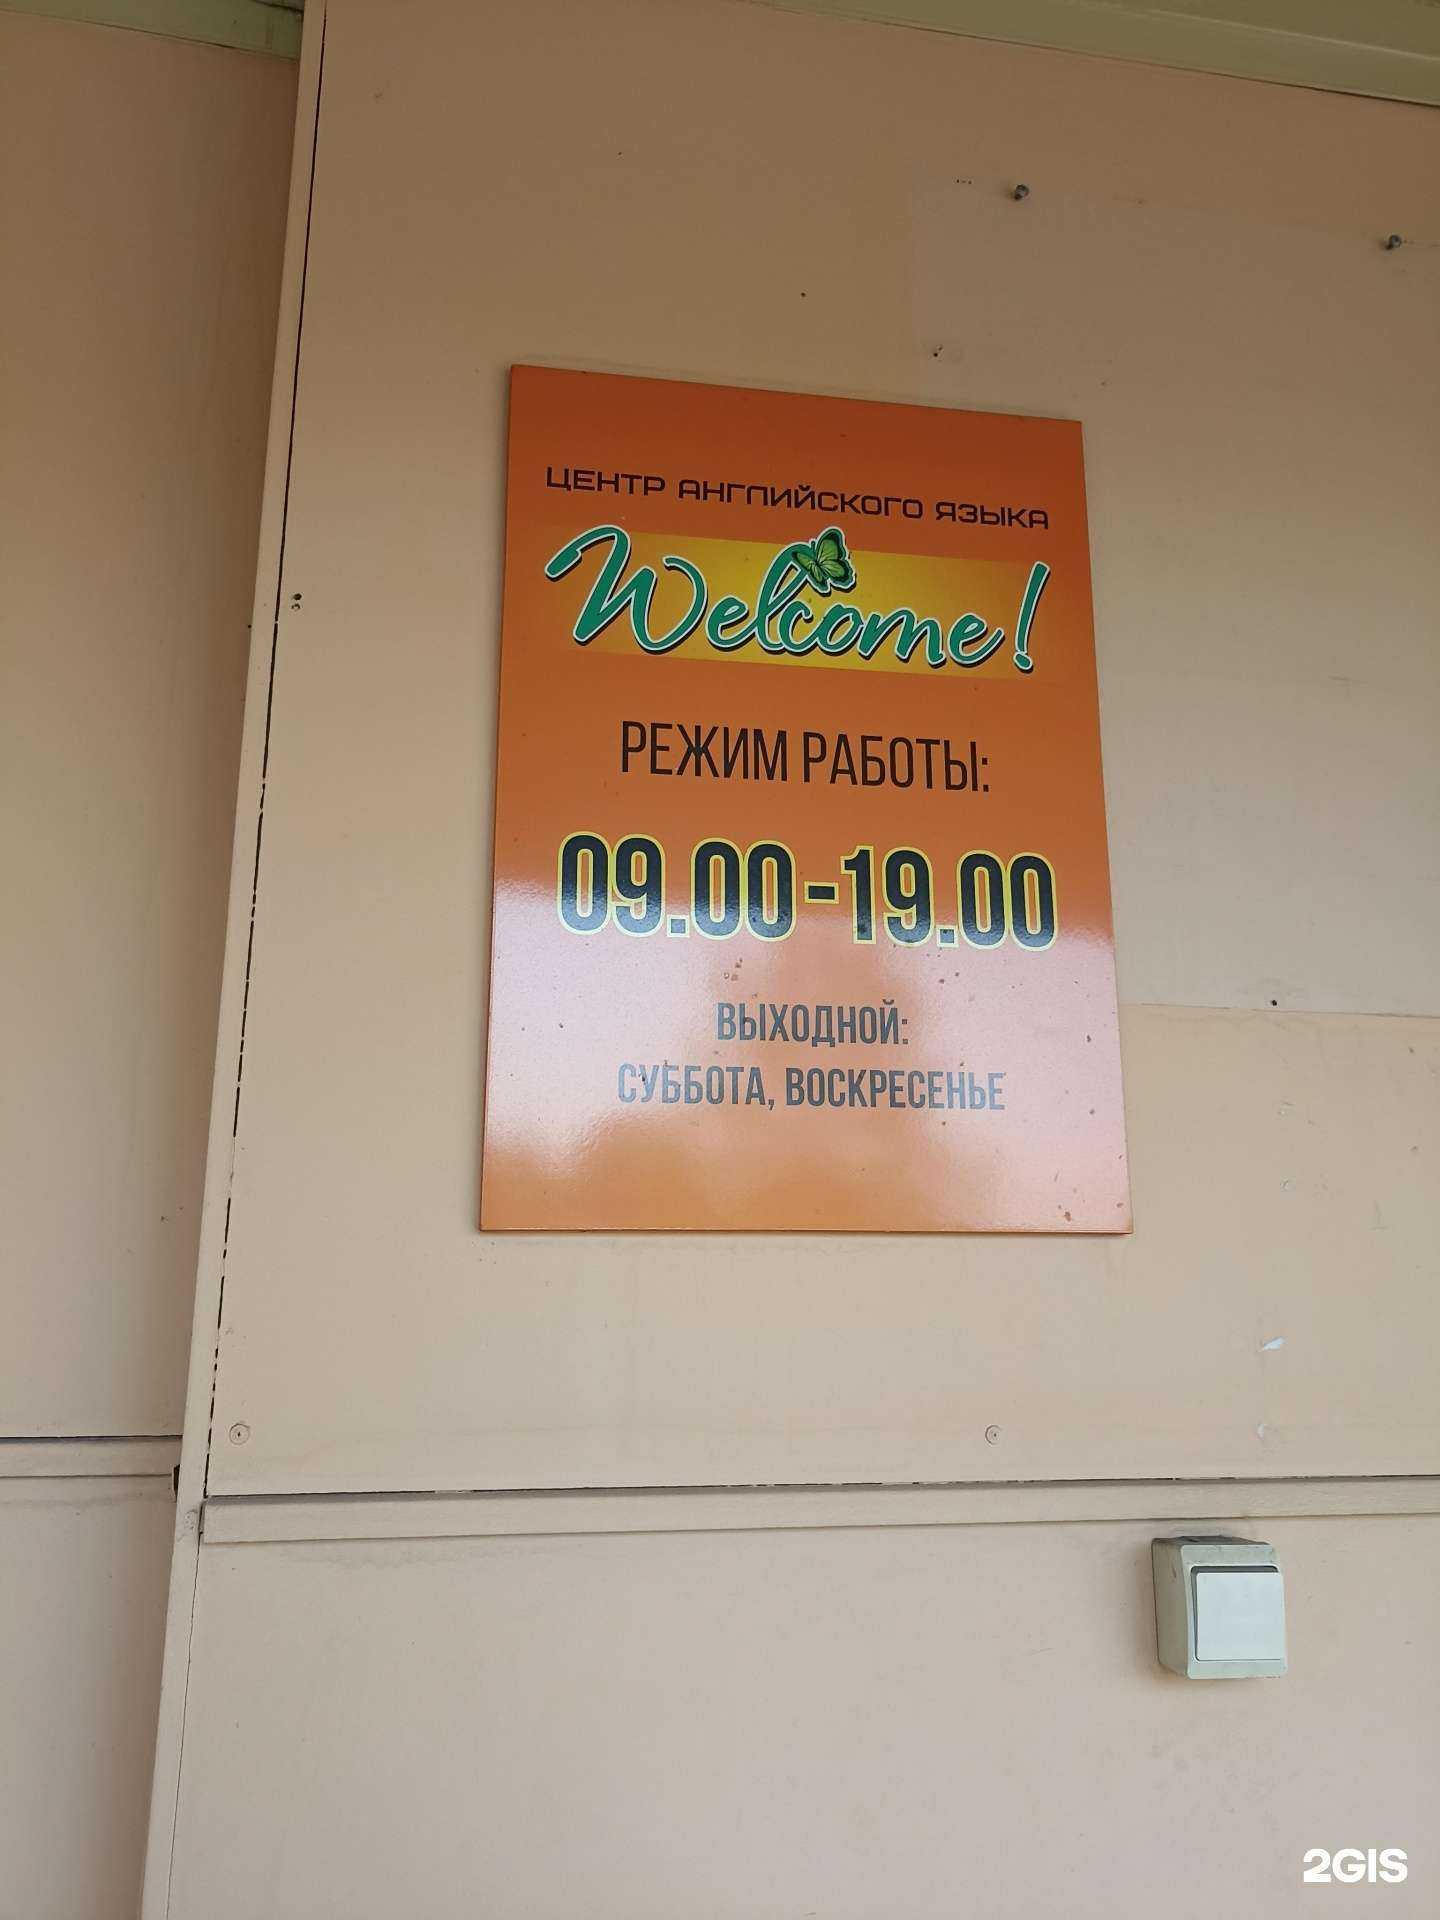 ЦЕНТР АНГЛИЙСКОГО ЯЗЫКА
Welcome!
РЕЖИМ РАБОТЫ:
09.00-19.00
ВЫХОДНОЙ:
СУББОТА, ВОСКРЕСЕНЬЕ
2GIS